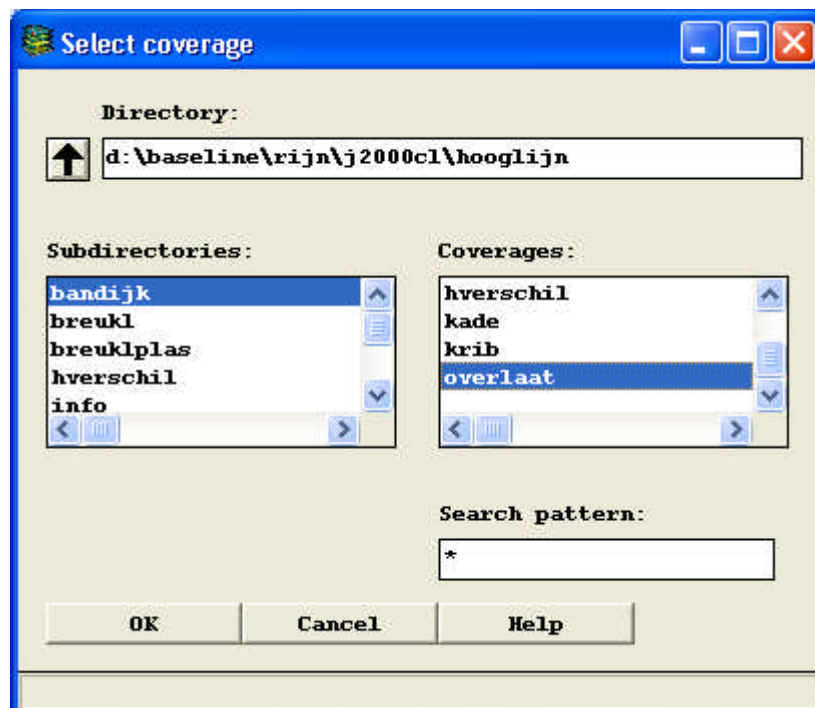 Select coverage
Directory:
d:\baseline\rijn\j2000cl\hooglijn
Subdirectories:
bandijk
breukl
breuklplas
hverschil
info
Coverages:
hverschil
kade
krib
overlaat
Search pattern:
*
OK
Cancel
Help